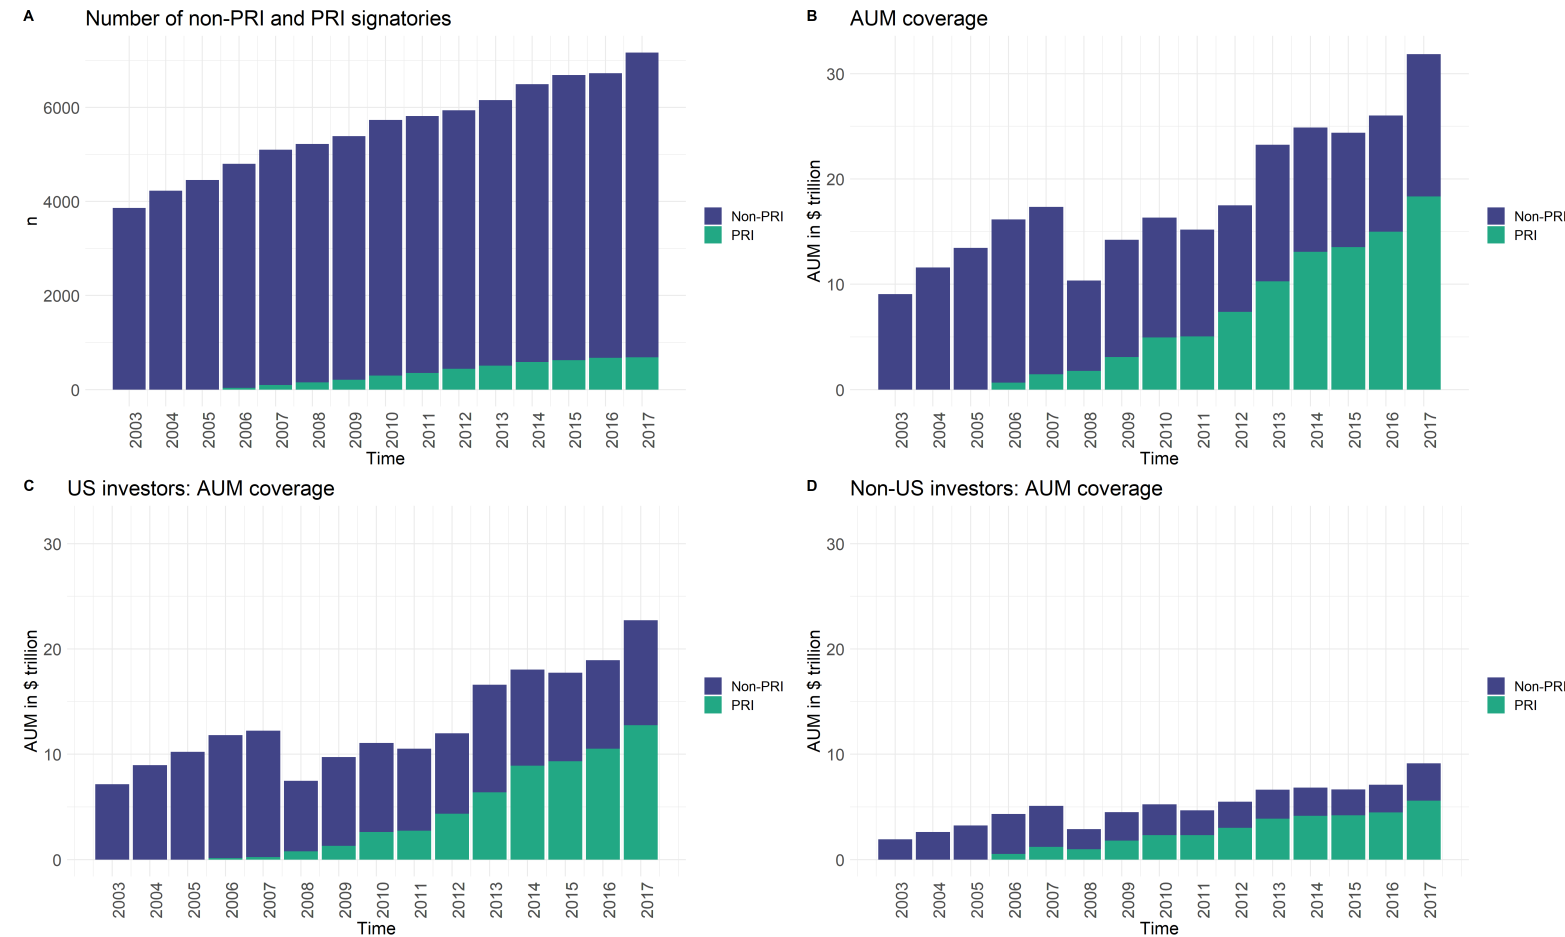 A Number of non-PRI and PRI signatories
6000
4000
2000
0
n
2003 2004 2005 2006 2007 2008 2009 2010 2011 2012 2013 2014 2015 2016 2017
Time
Non-PRI
PRI
B AUM coverage
30
20
10
0
AUM in $ trillion
2003 2004 2005 2006 2007 2008 2009 2010 2011 2012 2013 2014 2015 2016 2017
Time
Non-PRI
PRI
C US investors: AUM coverage
30
20
10
0
AUM in $ trillion
2003 2004 2005 2006 2007 2008 2009 2010 2011 2012 2013 2014 2015 2016 2017
Time
Non-PRI
PRI
D Non-US investors: AUM coverage
30
20
10
0
AUM in $ trillion
2003 2004 2005 2006 2007 2008 2009 2010 2011 2012 2013 2014 2015 2016 2017
Time
Non-PRI
PRI